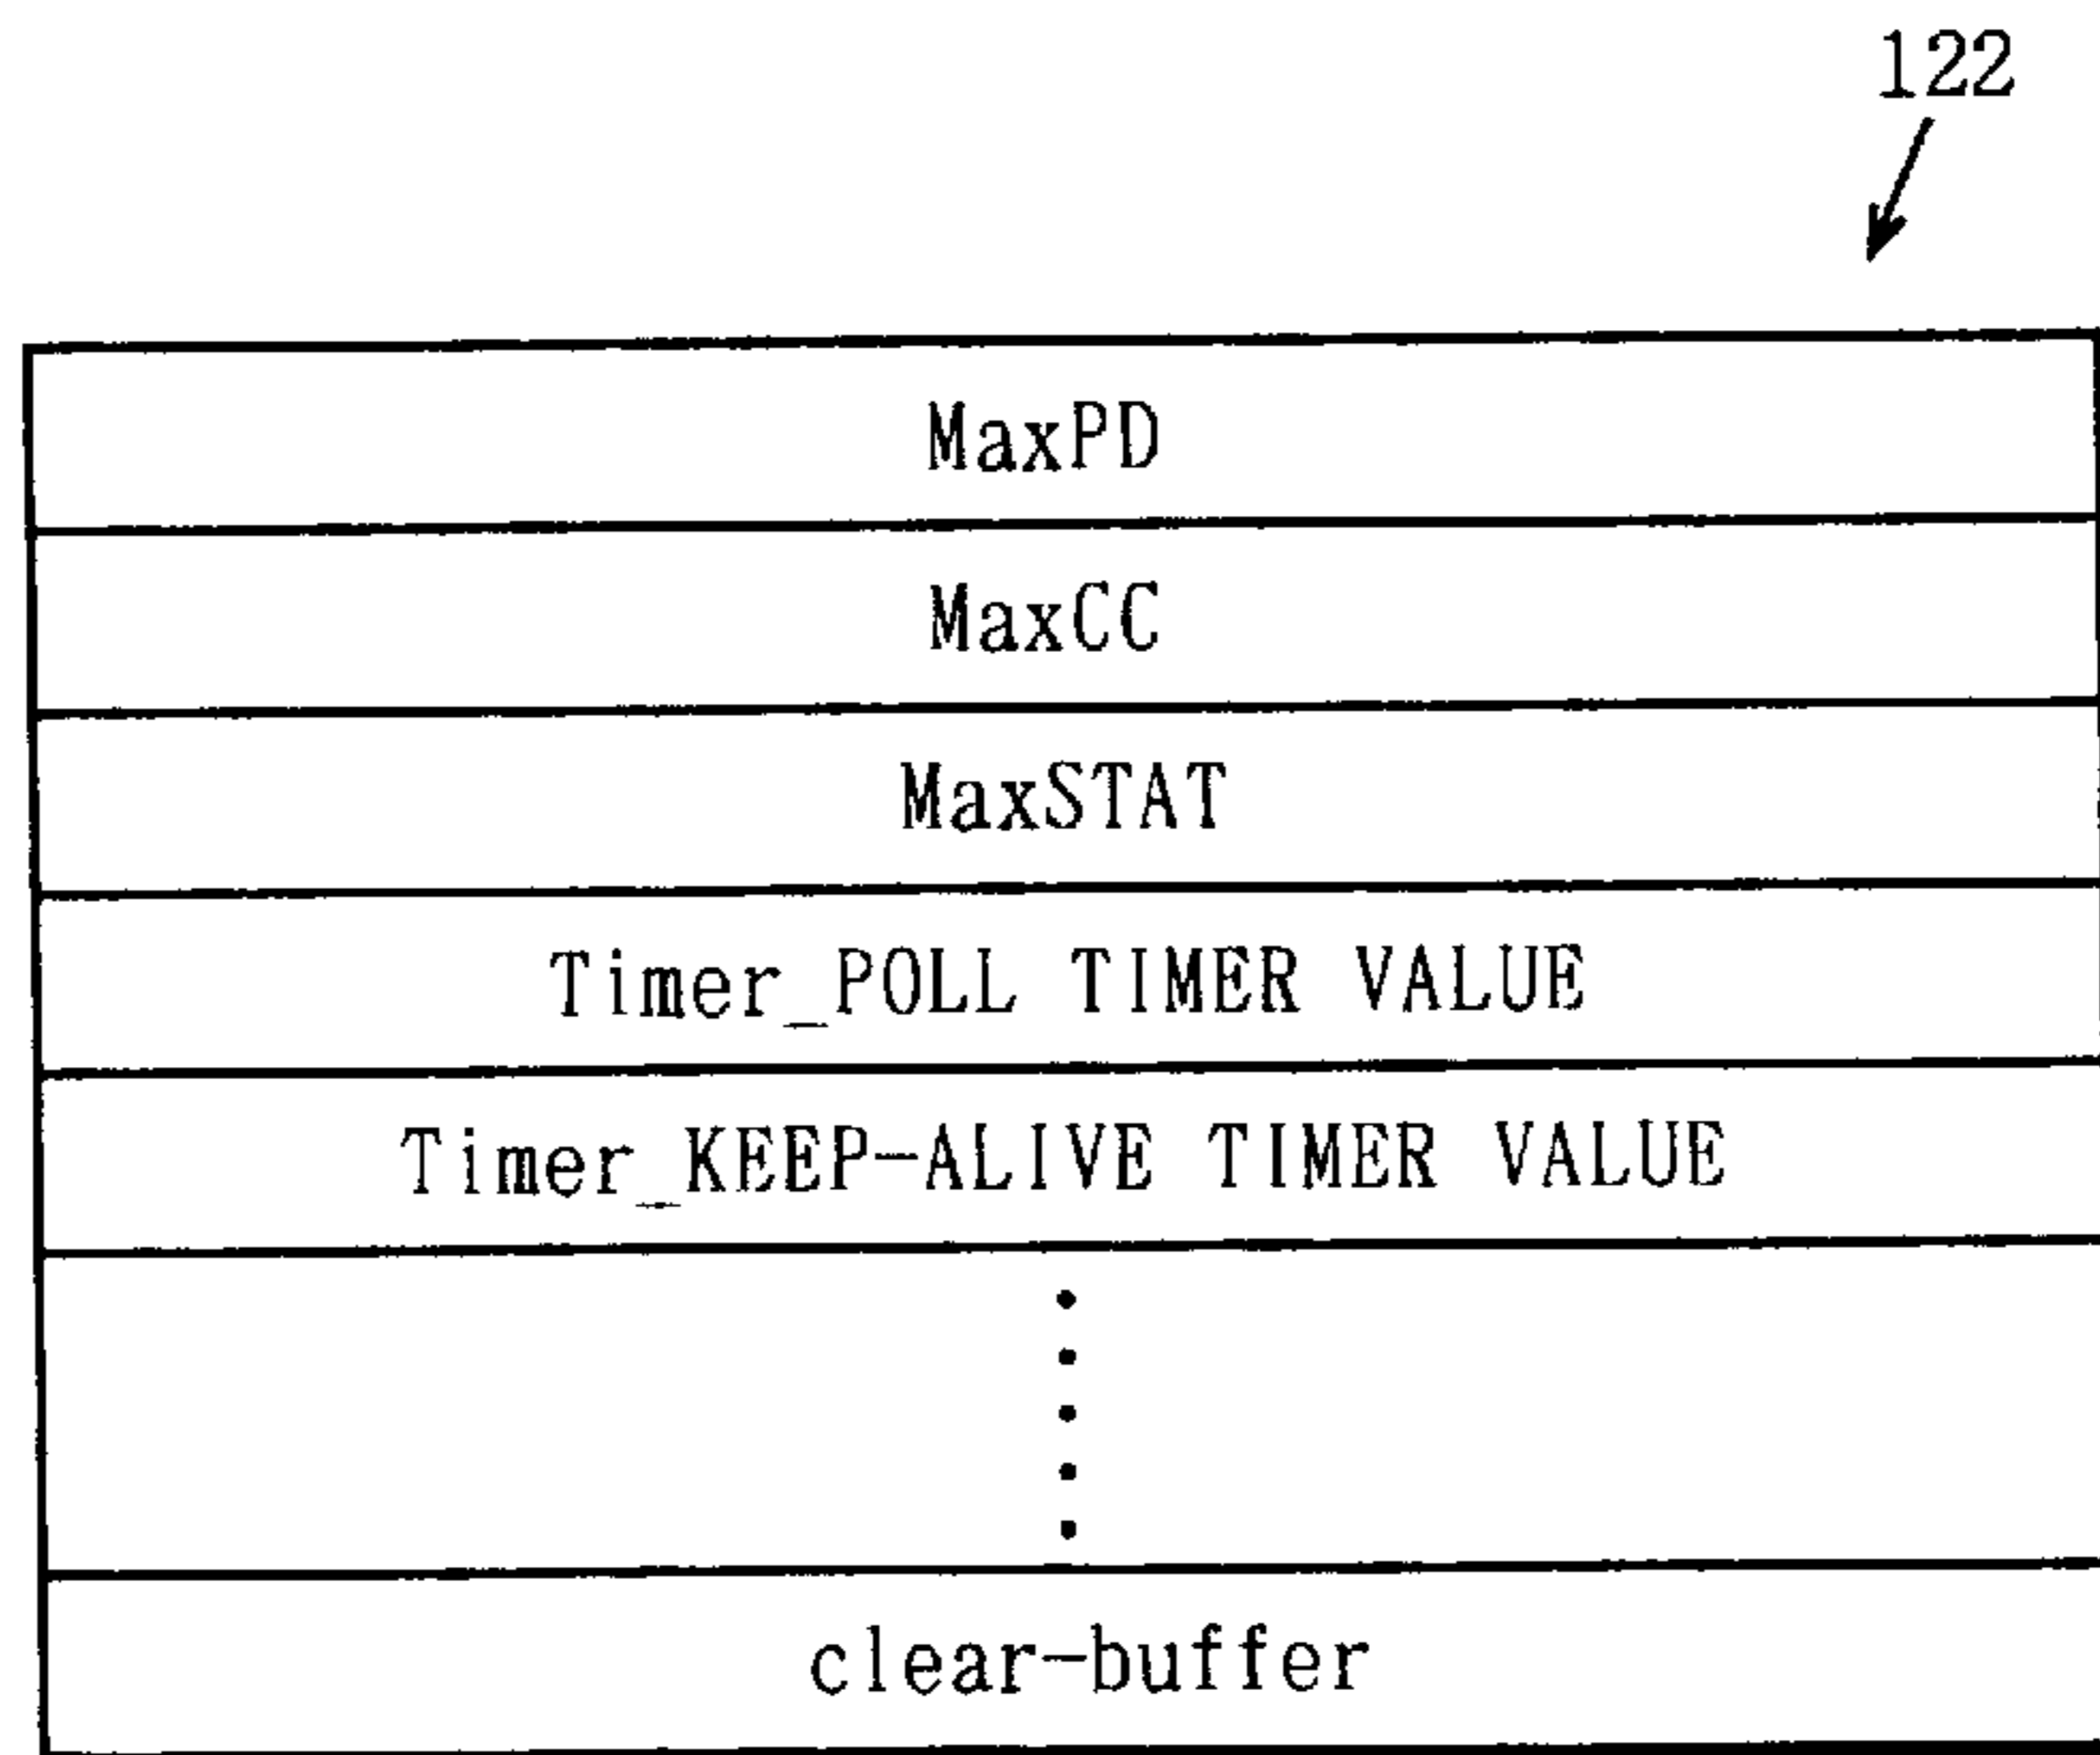 122
MaxPD
MaxCC
MaxSTAT
Timer_POLL TIMER VALUE
Timer_KEEP-ALIVE TIMER VALUE
clear-buffer